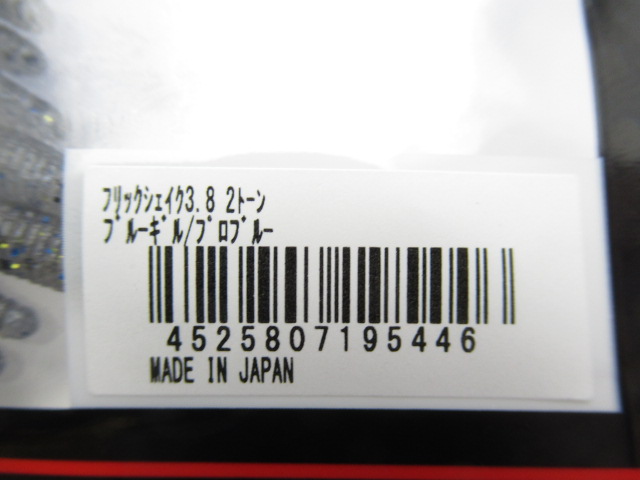 ﾌﾘｯｸｼｪｲｸ3.8 2ﾄｰﾝ
ﾌﾞﾙｰｷﾞﾙ/ﾌﾟﾛﾌﾞﾙｰ
4525807195446
MADE IN JAPAN